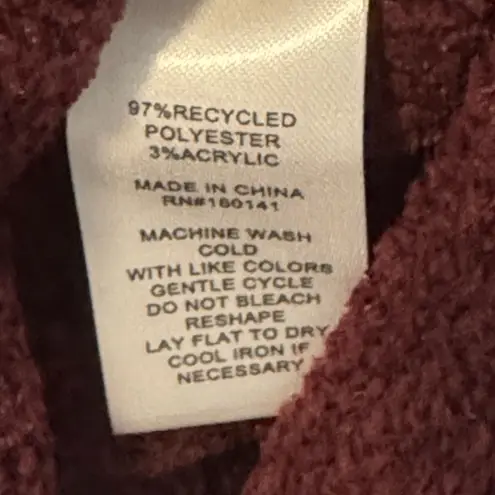 97%RECYCLED
POLYESTER
3%ACRYLIC
MADE IN CHINA
RN#160141
MACHINE WASH
COLD
WITH LIKE COLORS
GENTLE CYCLE
DO NOT BLEACH
RESHAPE
LAY FLAT TO DRY
COOL IRON IF
NECESSARY